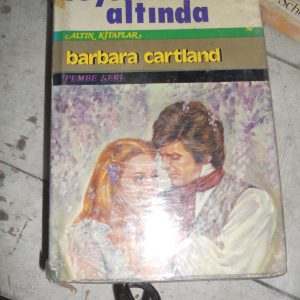 altında
ALTIN KİTAPLAR
barbara cartland
PEMBE SERİ